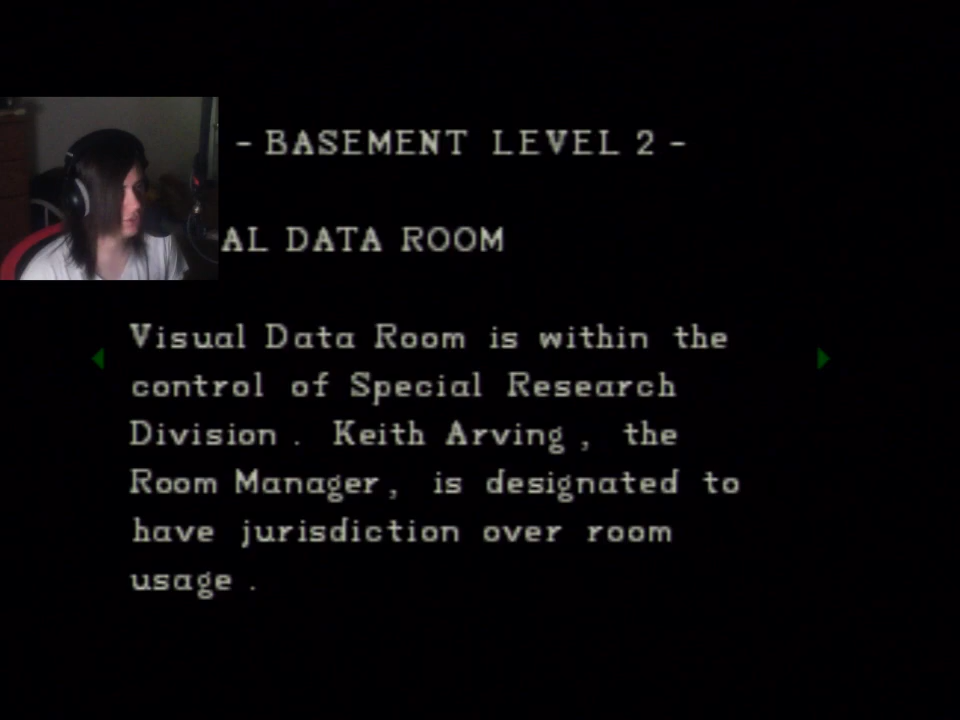 - BASEMENT LEVEL 2 -
AL DATA ROOM
Visual Data Room is within the
control of Special Research
Division . Keith Arving , the
Room Manager, is designated to
have jurisdiction over room
usage .